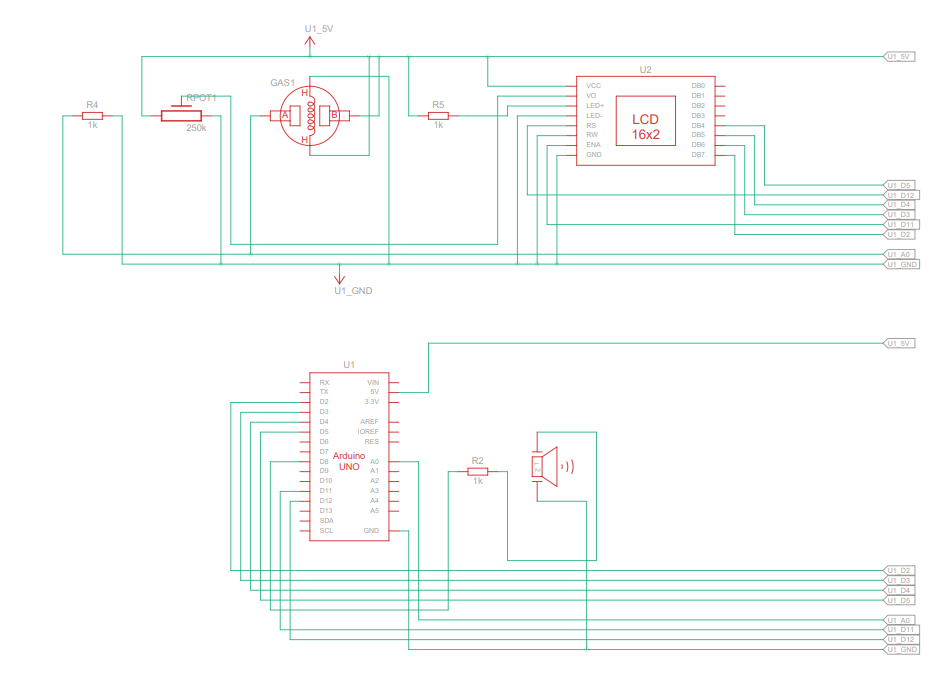 U1_5V
U1_5V
GAS1
U2
R4
1k
RPOT1
250k
H
A
B
H
R5
1k
VCC
VO
LED+
LED-
RS
RW
ENA
GND
LCD
16x2
DB0
DB1
DB2
DB3
DB4
DB5
DB6
DB7
U1_D5
U1_D12
U1_D4
U1_D3
U1_D11
U1_D2
U1_A0
U1_GND
U1_GND
U1_5V
U1
RX
TX
D2
D3
D4
D5
D6
D7
D8
D9
D10
D11
D12
D13
SDA
SCL
Arduino
UNO
VIN
5V
3.3V
AREF
IOREF
RES
A0
A1
A2
A3
A4
A5
GND
R2
1k
1 2
U1_D2
U1_D3
U1_D4
U1_D5
U1_A0
U1_D11
U1_D12
U1_GND